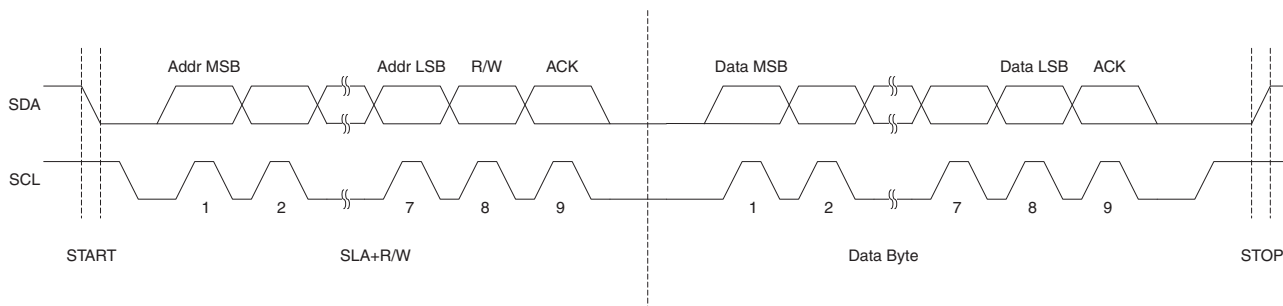 Addr MSB Addr LSB R/W ACK Data MSB Data LSB ACK
SDA
SCL
1 2 7 8 9 1 2 7 8 9
START SLA+R/W Data Byte STOP